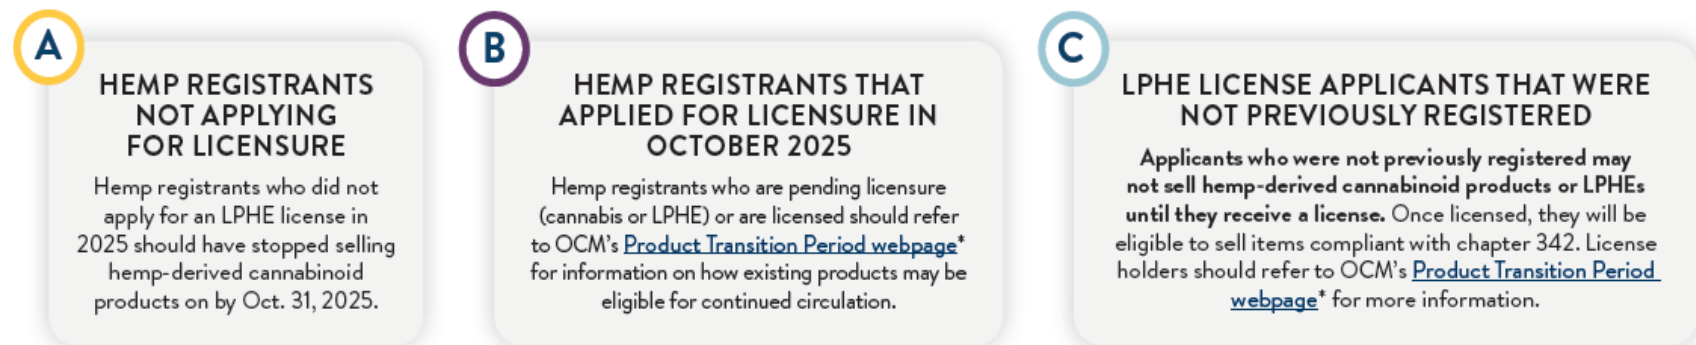 A
HEMP REGISTRANTS
NOT APPLYING
FOR LICENSURE
Hemp registrants who did not
apply for an LPHE license in
2025 should have stopped selling
hemp-derived cannabinoid
products on by Oct. 31, 2025.
B
HEMP REGISTRANTS THAT
APPLIED FOR LICENSURE IN
OCTOBER 2025
Hemp registrants who are pending licensure
(cannabis or LPHE) or are licensed should refer
to OCM's Product Transition Period webpage*
for information on how existing products may be
eligible for continued circulation.
C
LPHE LICENSE APPLICANTS THAT WERE
NOT PREVIOUSLY REGISTERED
Applicants who were not previously registered may
not sell hemp-derived cannabinoid products or LPHEs
until they receive a license. Once licensed, they will be
eligible to sell items compliant with chapter 342. License
holders should refer to OCM's Product Transition Period
webpage* for more information.